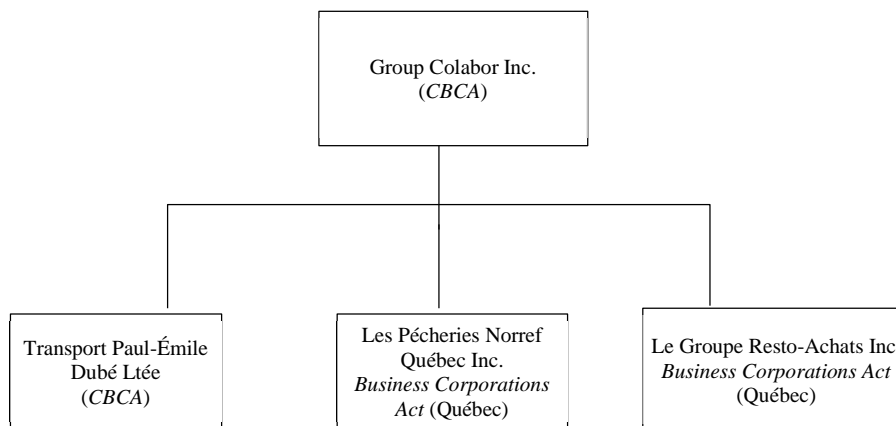 Group Colabor Inc.
(CBCA)
Transport Paul-Émile
Dubé Ltée
(CBCA)
Les Pécheries Norref
Québec Inc.
Business Corporations
Act (Québec)
Le Groupe Resto-Achats Inc
Business Corporations Act
(Québec)